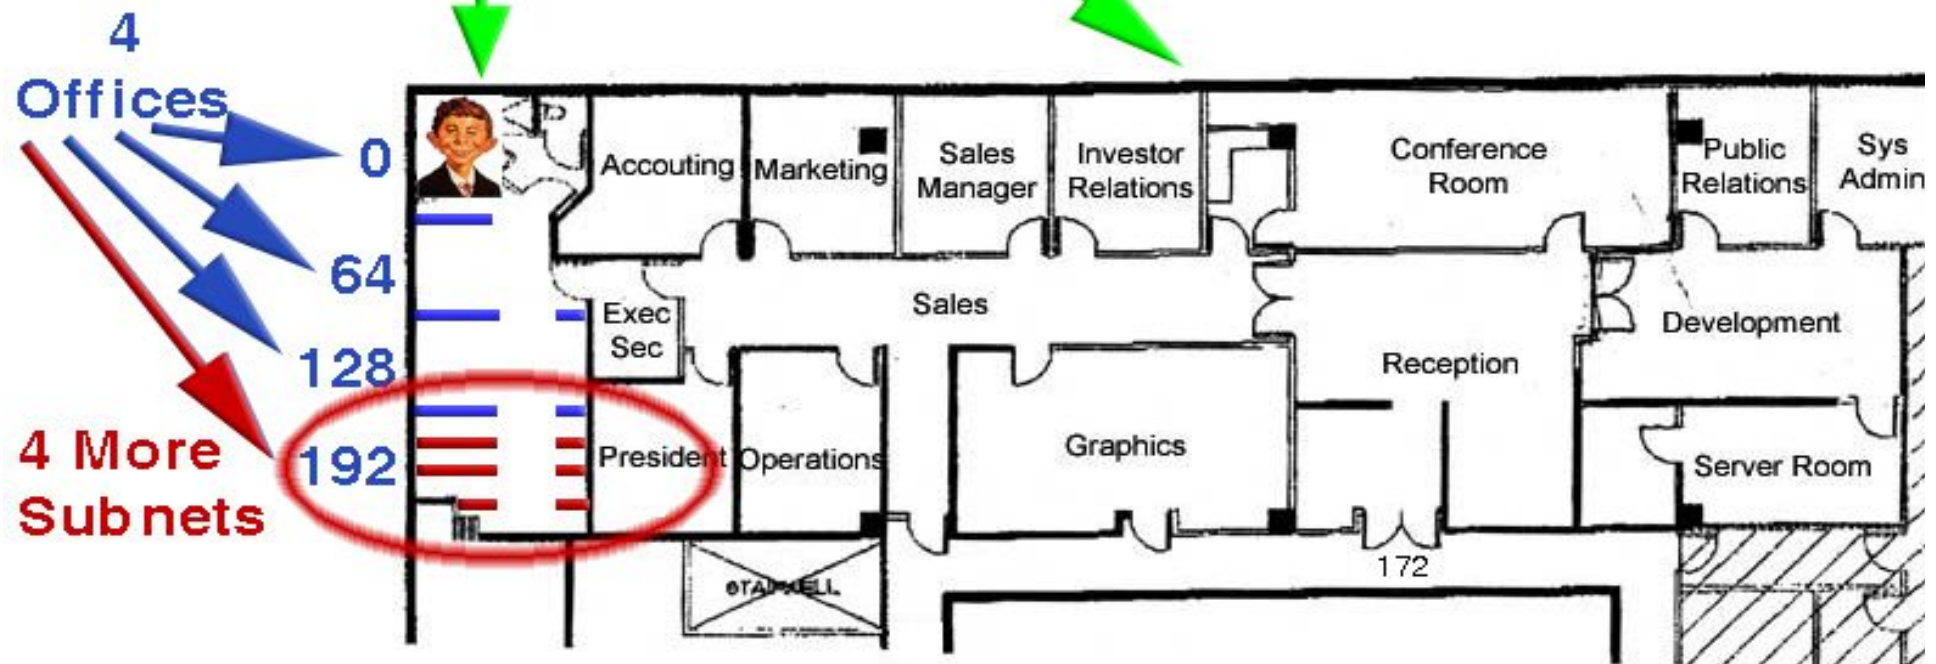 4
Offices
0
64
128
192
4 More
Subnets
Accouting
Marketing
Sales
Manager
Investor
Relations
Conference
Room
Public
Relations
Sys
Admin
Exec
Sec
Sales
Reception
Development
President
Operations
Graphics
Server Room
172
STAIRWELL